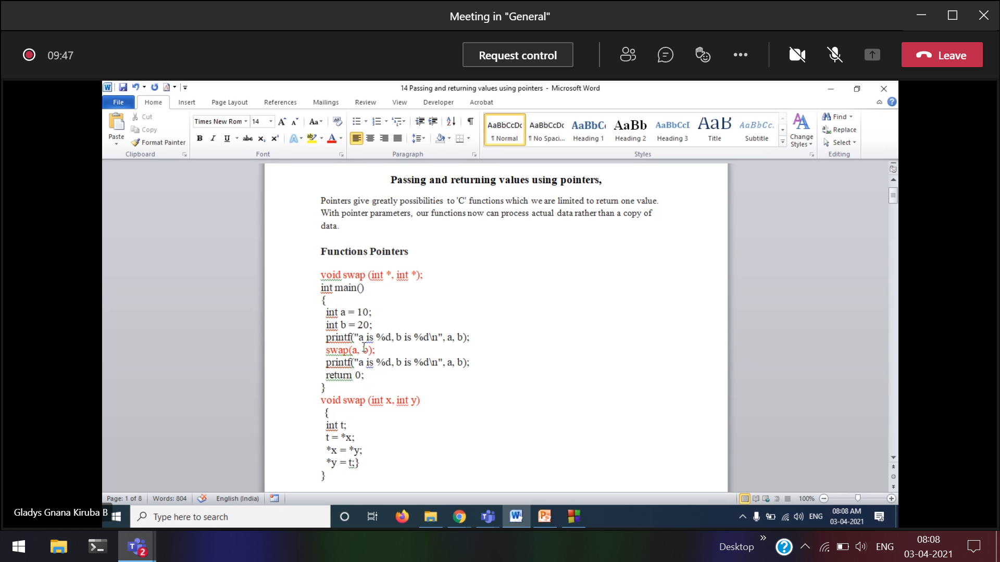 Meeting in "General"
09:47
Request control
Leave
14 Passing and returning values using pointers - Microsoft Word
File Home Insert Page Layout References Mailings Review View Developer Acrobat
Paste
Cut
Copy
Format Painter
Clipboard
Times New Rom 14
Font
Paragraph
AaBbCcDc AaBbCcDc AaBbC AaBb AaBbCcI AaB AaBbCc.
¶ Normal ¶ No Spaci... Heading 1 Heading 2 Heading 3 Title Subtitle
Styles
Change
Styles
Find
Replace
Select
Editing
Passing and returning values using pointers,
Pointers give greatly possibilities to 'C' functions which we are limited to return one value.
With pointer parameters, our functions now can process actual data rather than a copy of
data.
Functions Pointers
void swap (int *, int *);
int main()
{
int a = 10;
int b = 20;
printf("a is %d, b is %d\n", a, b);
swap(a, b);
printf("a is %d, b is %d\n", a, b);
return 0;
}
void swap (int x, int y)
{
int t;
t = *x;
*x = *y;
*y = t;}
}
Page: 1 of 8 Words: 804 English (India) 100%
Gladys Gnana Kiruba B
Type here to search
ENG
08:08 AM
03-04-2021
2
Desktop
ENG
08:08
03-04-2021